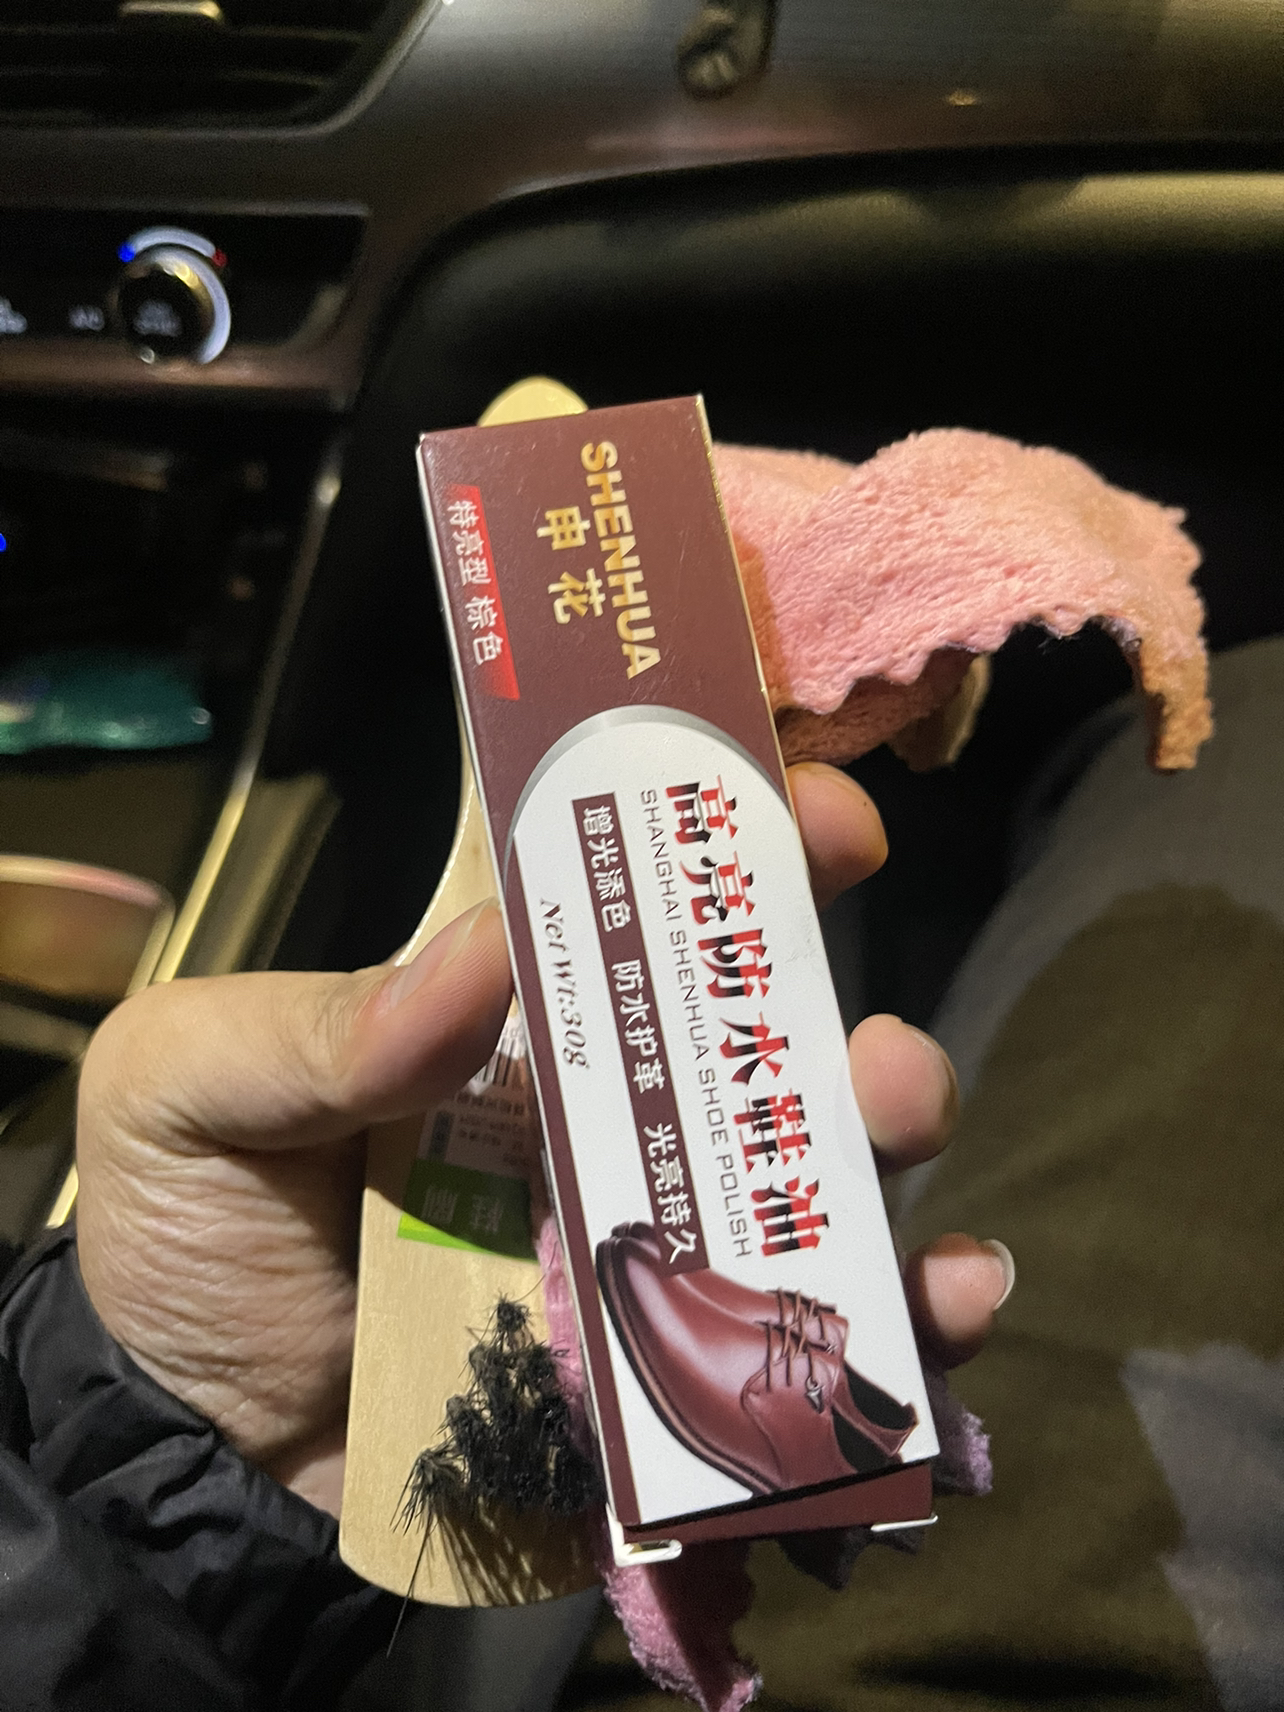 SHENHUA
申花
特亮型 棕色
高亮防水鞋油
SHANGHAI SHENHUA SHOE POLISH
增光添色 防水护革 光亮持久
Net Wt:30g